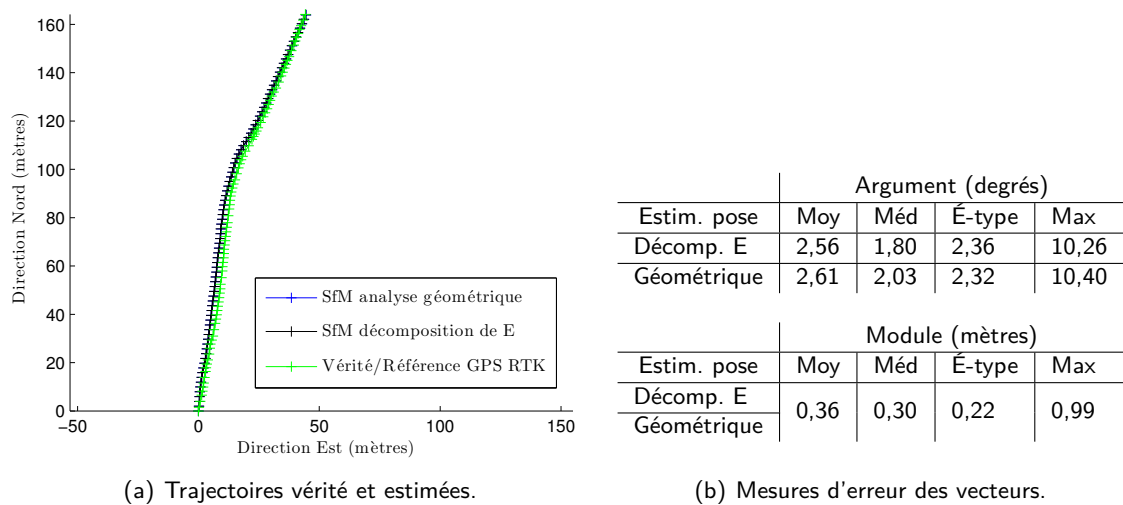 160
140
120
100
80
60
40
20
0
−50
0
50
100
150
Direction Nord (mètres)
Direction Est (mètres)
SfM analyse géométrique
SfM décomposition de E
Vérité/Référence GPS RTK
(a) Trajectoires vérité et estimées.
Argument (degrés)
Estim. pose Moy Méd É-type Max
Décomp. E 2,56 1,80 2,36 10,26
Géométrique 2,61 2,03 2,32 10,40
Module (mètres)
Estim. pose Moy Méd É-type Max
Décomp. E
0,36 0,30 0,22 0,99
Géométrique
(b) Mesures d'erreur des vecteurs.